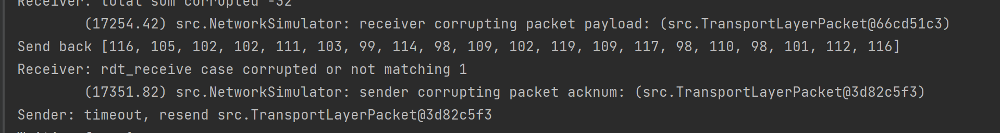 Receiver: total sum corrupted -32
(17254.42) src.NetworkSimulator: receiver corrupting packet payload: (src.TransportLayerPacket@66cd51c3)
Send back [116, 105, 102, 102, 111, 103, 99, 114, 98, 109, 102, 119, 109, 117, 98, 110, 98, 101, 112, 116]
Receiver: rdt_receive case corrupted or not matching 1
(17351.82) src.NetworkSimulator: sender corrupting packet acknum: (src.TransportLayerPacket@3d82c5f3)
Sender: timeout, resend src.TransportLayerPacket@3d82c5f3